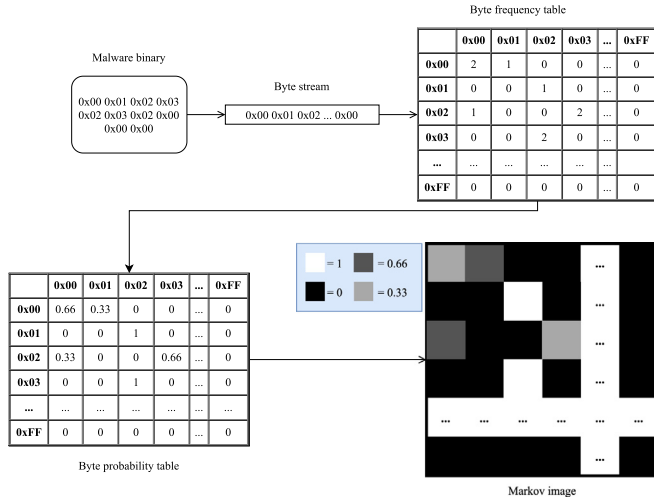 Byte frequency table
0x00 0x01 0x02 0x03 ... 0xFF
0x00 2 1 0 0 ... 0
0x01 0 0 1 0 ... 0
0x02 1 0 0 2 ... 0
0x03 0 0 2 0 ... 0
... ... ... ... ... ...
0xFF 0 0 0 0 ... 0
Malware binary
0x00 0x01 0x02 0x03
0x02 0x03 0x02 0x00
0x00 0x00
Byte stream
0x00 0x01 0x02 ... 0x00
0x00 0x01 0x02 0x03 ... 0xFF
0x00 0.66 0.33 0 0 ... 0
0x01 0 0 1 0 ... 0
0x02 0.33 0 0 0.66 ... 0
0x03 0 0 1 0 ... 0
... ... ... ... ... ... ...
0xFF 0 0 0 0 ... 0
Byte probability table
= 1 = 0.66
= 0 = 0.33
...
...
...
...
... ... ... ... ... ...
...
Markov image